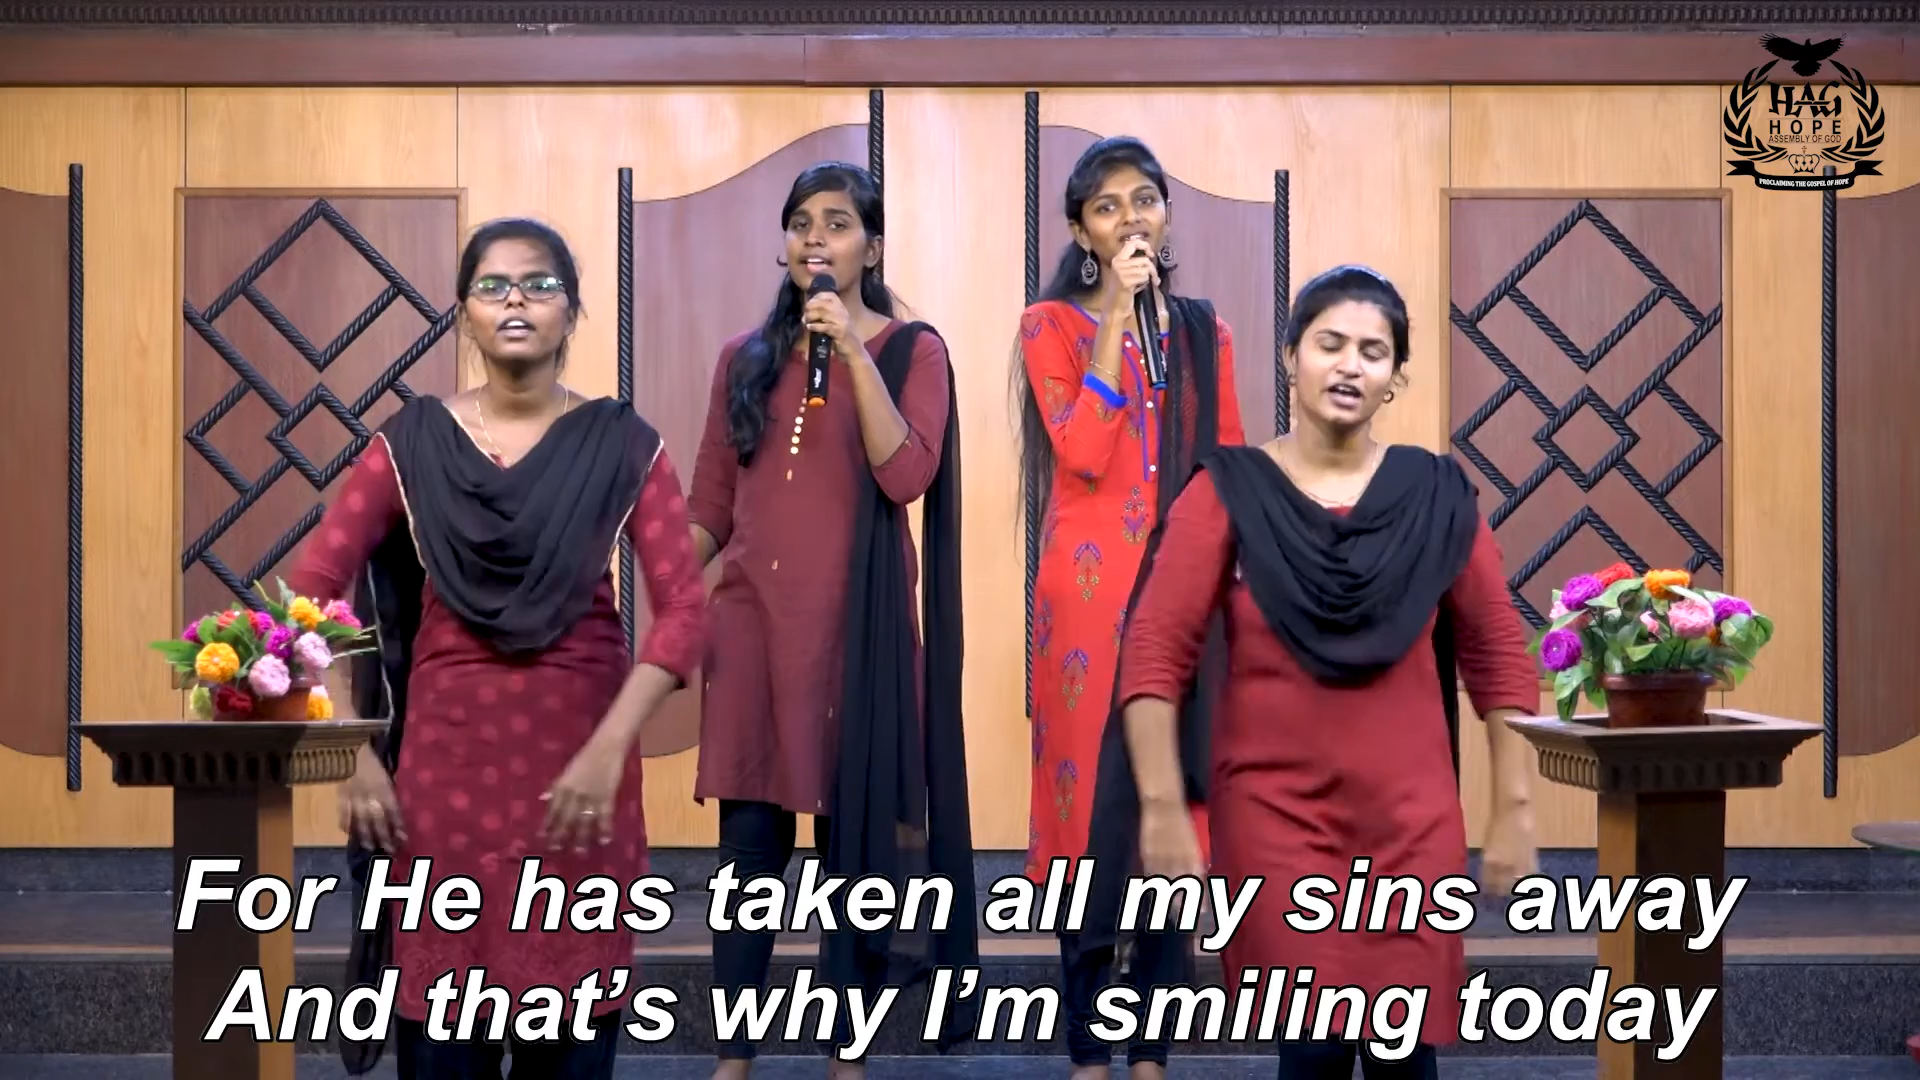 HAG
HOPE
ASSEMBLY OF GOD
PROCLAIMING THE GOSPEL OF HOPE
For He has taken all my sins away
And that’s why I’m smiling today